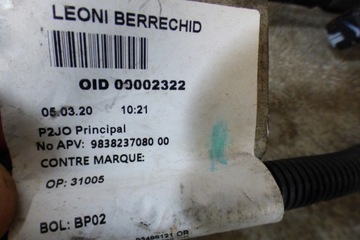 LEONI BERRECHID
OID 00002322
05.03.20 10:21
P2JO Principal
No APV: 9838237080 00
CONTRE MARQUE:
OP: 31005
BOL: BP02